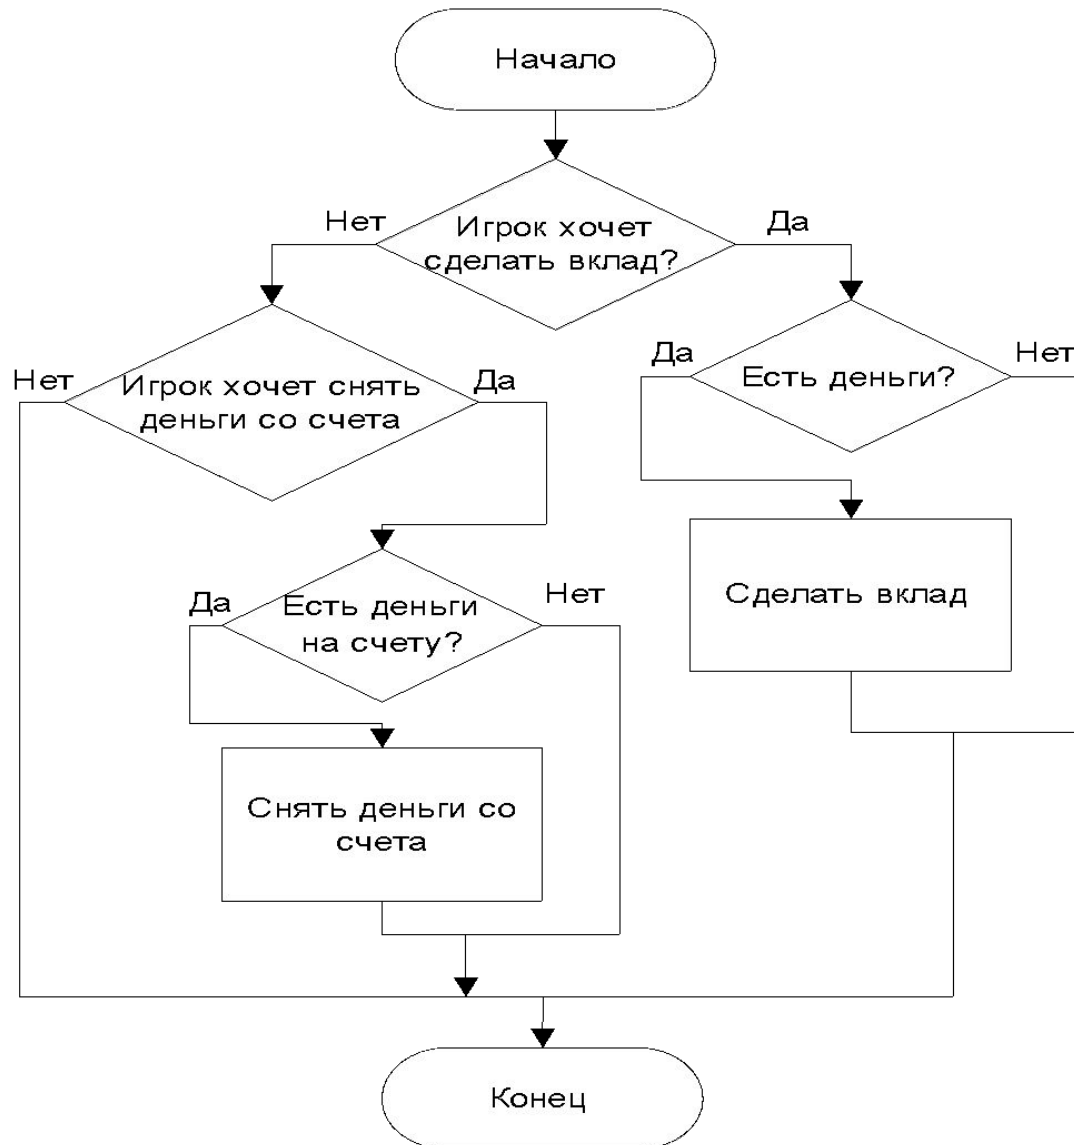 Начало
Нет
Игрок хочет
сделать вклад?
Да
Нет
Игрок хочет снять
деньги со счета
Да
Да
Есть деньги?
Нет
Да
Есть деньги
на счету?
Нет
Сделать вклад
Снять деньги со
счета
Конец